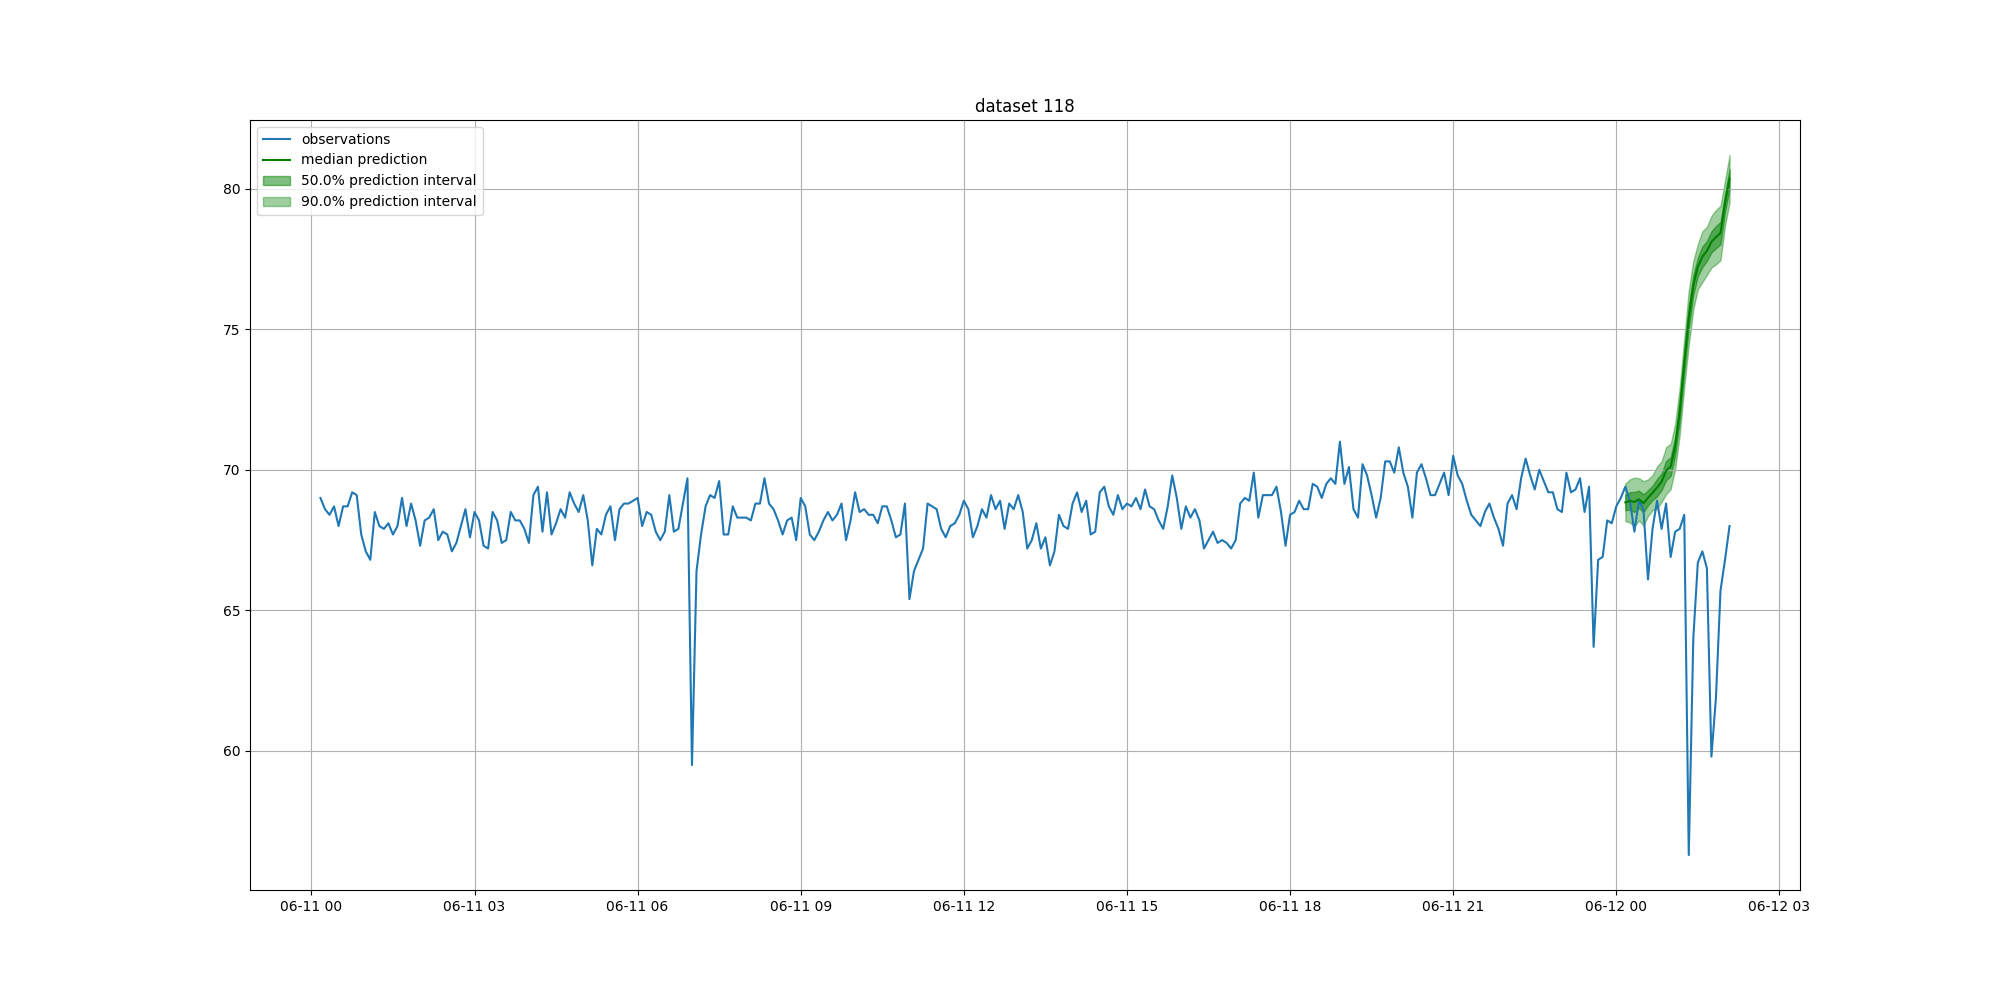 dataset 118
observations
median prediction
50.0% prediction interval
90.0% prediction interval
80
75
70
65
60
06-11 00 06-11 03 06-11 06 06-11 09 06-11 12 06-11 15 06-11 18 06-11 21 06-12 00 06-12 03